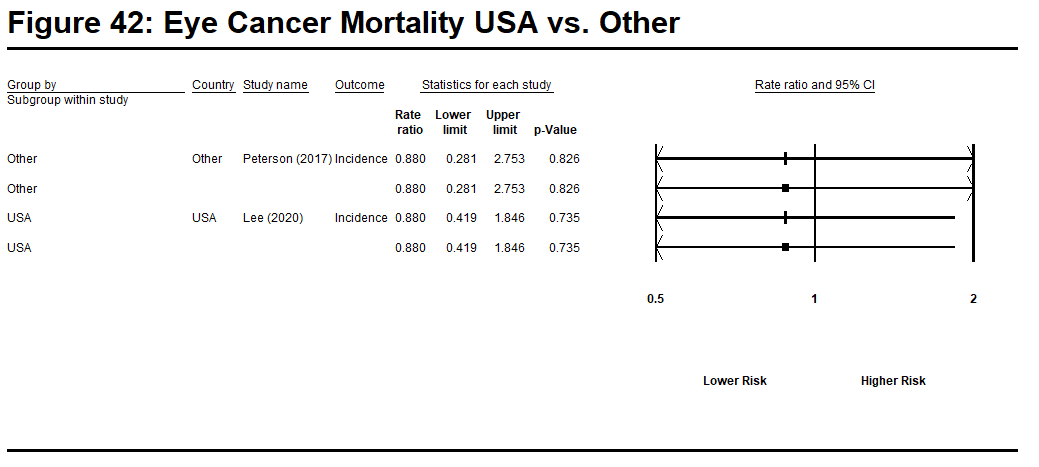 Figure 42: Eye Cancer Mortality USA vs. Other
Group by Country Study name Outcome Statistics for each study Rate ratio and 95% CI
Subgroup within study
Rate ratio Lower limit Upper limit p-Value
Other Other Peterson (2017) Incidence 0.880 0.281 2.753 0.826
Other 0.880 0.281 2.753 0.826
USA USA Lee (2020) Incidence 0.880 0.419 1.846 0.735
USA 0.880 0.419 1.846 0.735
0.5 1 2
Lower Risk Higher Risk